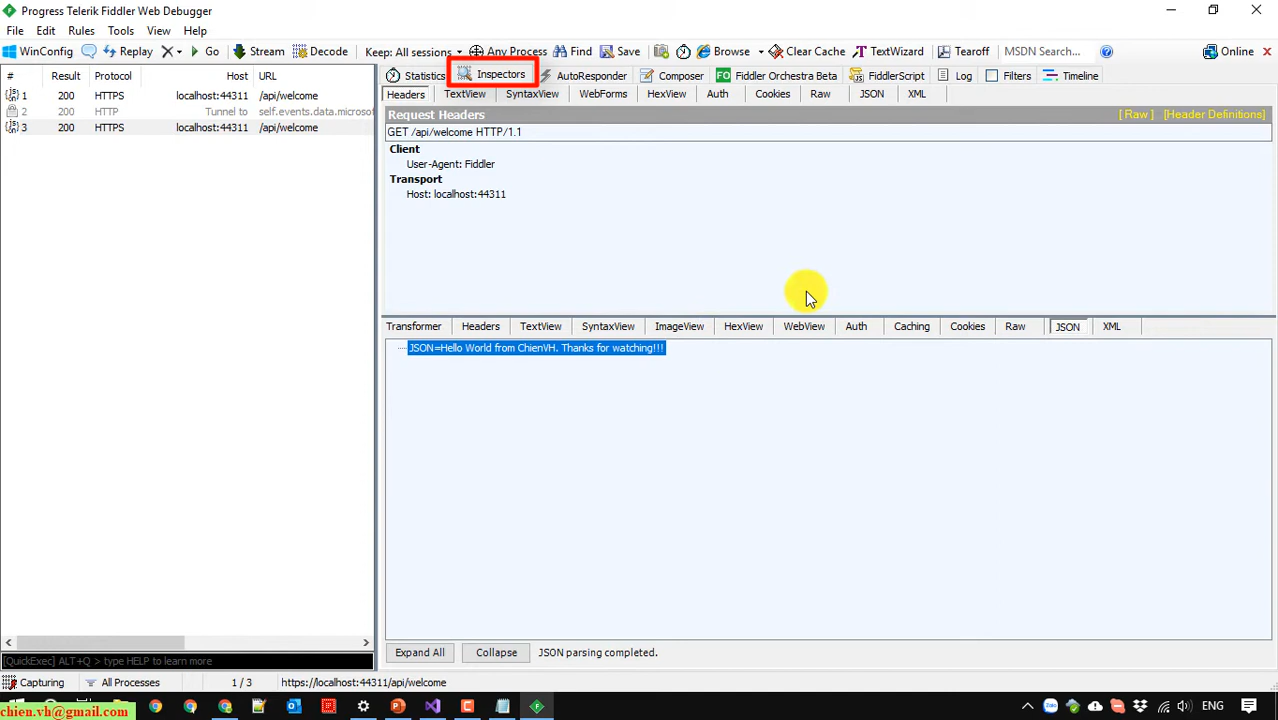 Progress Telerik Fiddler Web Debugger
File Edit Rules Tools View Help
WinConfig Replay Go Stream Decode Keep: All sessions Any Process Find Save Browse Clear Cache TextWizard Tearoff MSDN Search... Online
# Result Protocol Host URL
1 200 HTTPS localhost:44311 /api/welcome
2 200 HTTP Tunnel to self.events.data.microso
3 200 HTTPS localhost:44311 /api/welcome
Statistics Inspectors AutoResponder Composer FO Fiddler Orchestra Beta FiddlerScript Log Filters Timeline
Headers TextView SyntaxView WebForms HexView Auth Cookies Raw JSON XML
Request Headers [ Raw ] [Header Definitions]
GET /api/welcome HTTP/1.1
Client
User-Agent: Fiddler
Transport
Host: localhost:44311
Transformer Headers TextView SyntaxView ImageView HexView WebView Auth Caching Cookies Raw JSON XML
JSON=Hello World from ChienVH. Thanks for watching!!!
Expand All Collapse JSON parsing completed.
[QuickExec] ALT+Q > type HELP to learn more
Capturing All Processes 1 / 3 https://localhost:44311/api/welcome
chien.vh@gmail.com
ENG